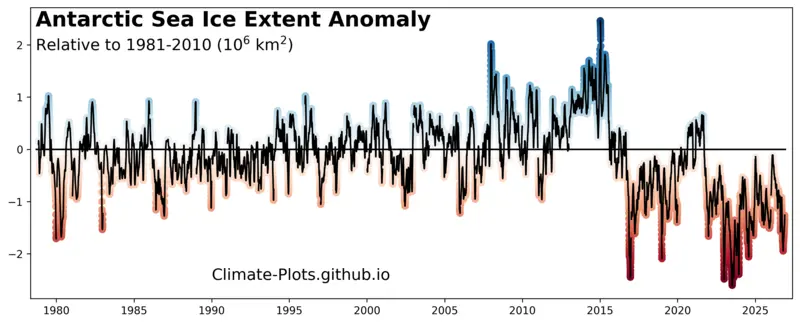 Antarctic Sea Ice Extent Anomaly
Relative to 1981-2010 (10⁶ km²)
2
1
0
−1
−2
Climate-Plots.github.io
1980 1985 1990 1995 2000 2005 2010 2015 2020 2025